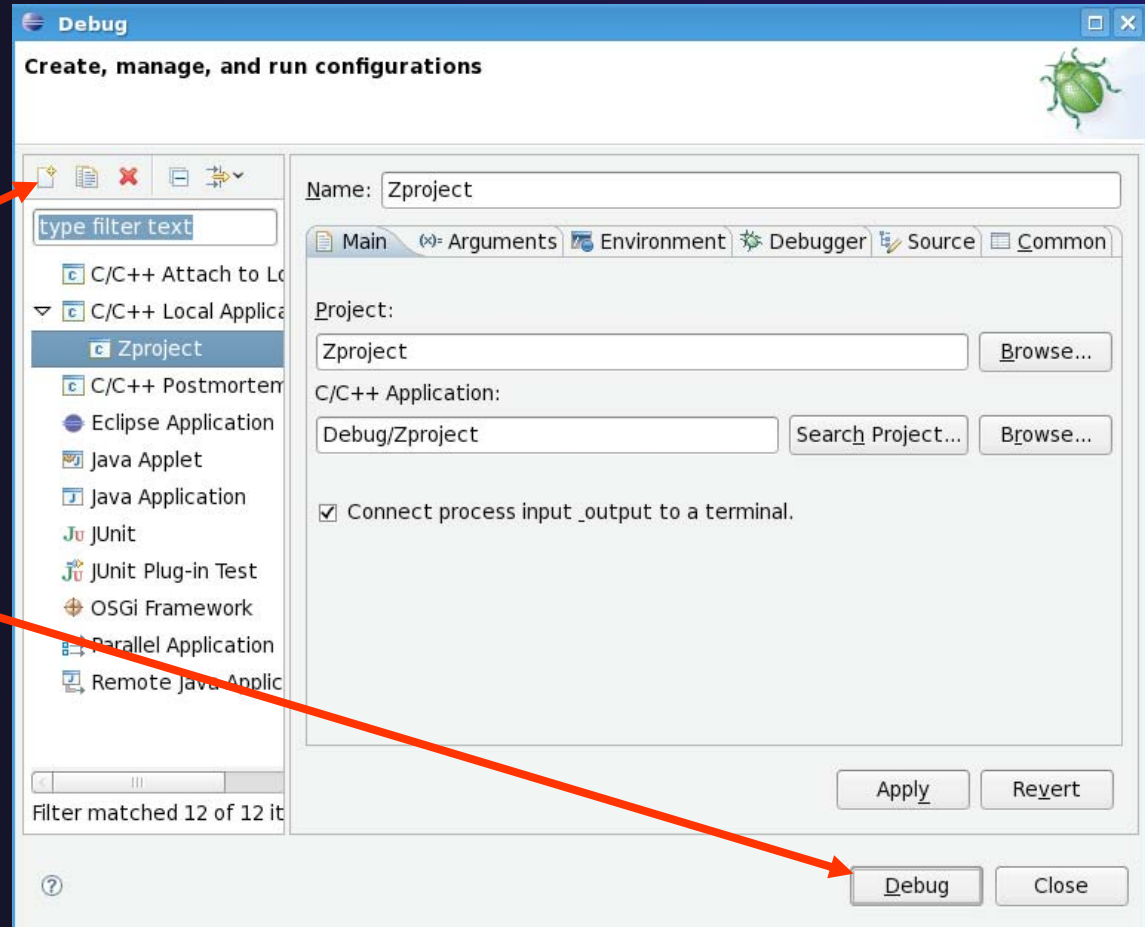 Debug
Create, manage, and run configurations
type filter text
C/C++ Attach to Lo
C/C++ Local Applica
Zproject
C/C++ Postmortem
Eclipse Application
Java Applet
Java Application
Ju JUnit
JUnit Plug-in Test
OSGi Framework
Parallel Application
Remote Java Applic
Filter matched 12 of 12 it
Name: Zproject
Main (x)= Arguments Environment Debugger Source Common
Project:
Zproject Browse...
C/C++ Application:
Debug/Zproject Search Project... Browse...
Connect process input _output to a terminal.
Apply Revert
Debug Close